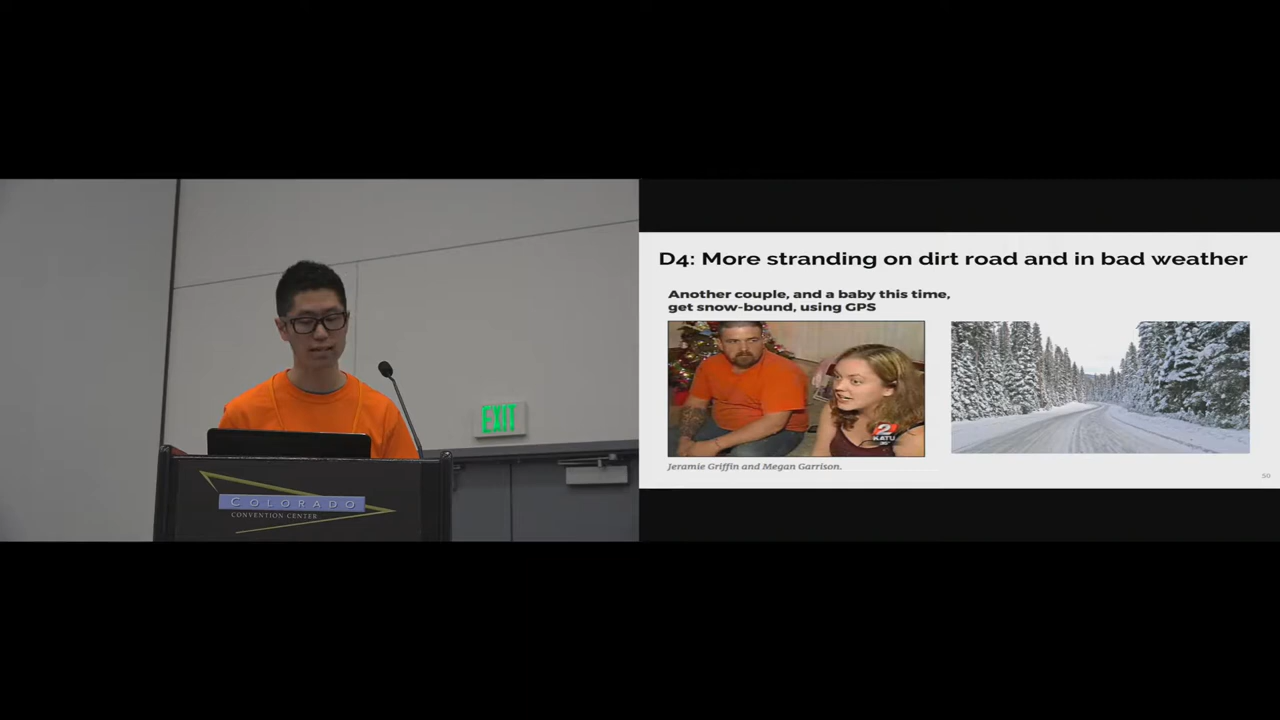 EXIT
COLORADO
CONVENTION CENTER
D4: More stranding on dirt road and in bad weather
Another couple, and a baby this time,
get snow-bound, using GPS
2
KATU
Jeramie Griffin and Megan Garrison.
50